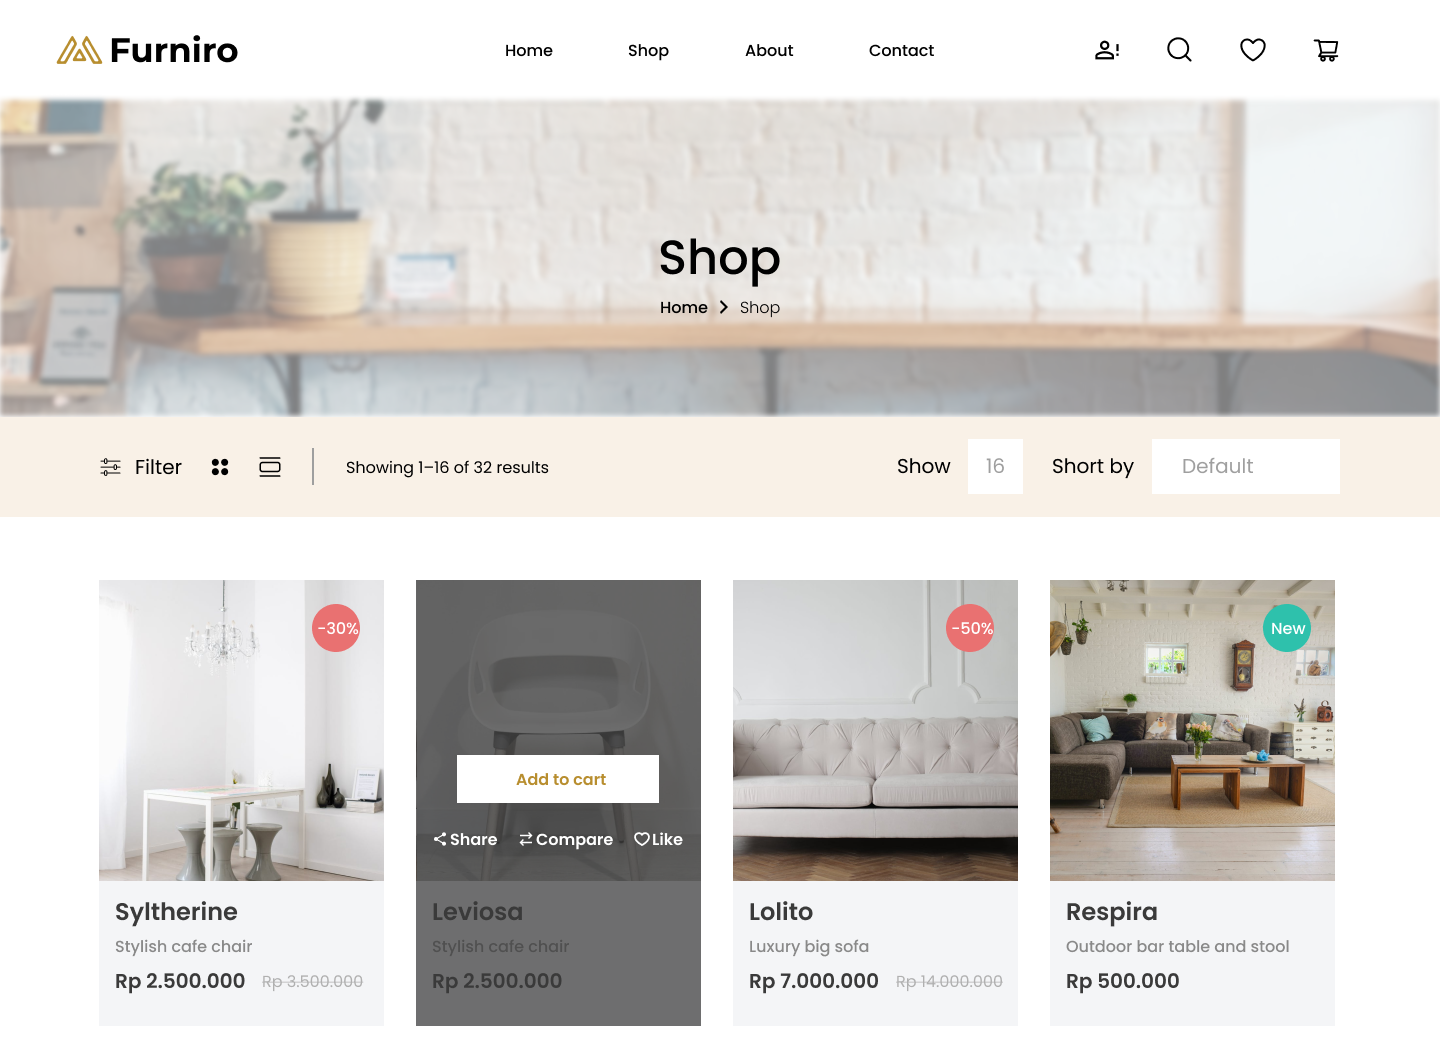 Furniro
Home
Shop
About
Contact
Shop
Home
Shop
Filter
Showing 1–16 of 32 results
Show
16
Short by
Default
-30%
Syltherine
Stylish cafe chair
Rp 2.500.000
Rp 3.500.000
Add to cart
Share
Compare
Like
Leviosa
Stylish cafe chair
Rp 2.500.000
-50%
Lolito
Luxury big sofa
Rp 7.000.000
Rp 14.000.000
New
Respira
Outdoor bar table and stool
Rp 500.000